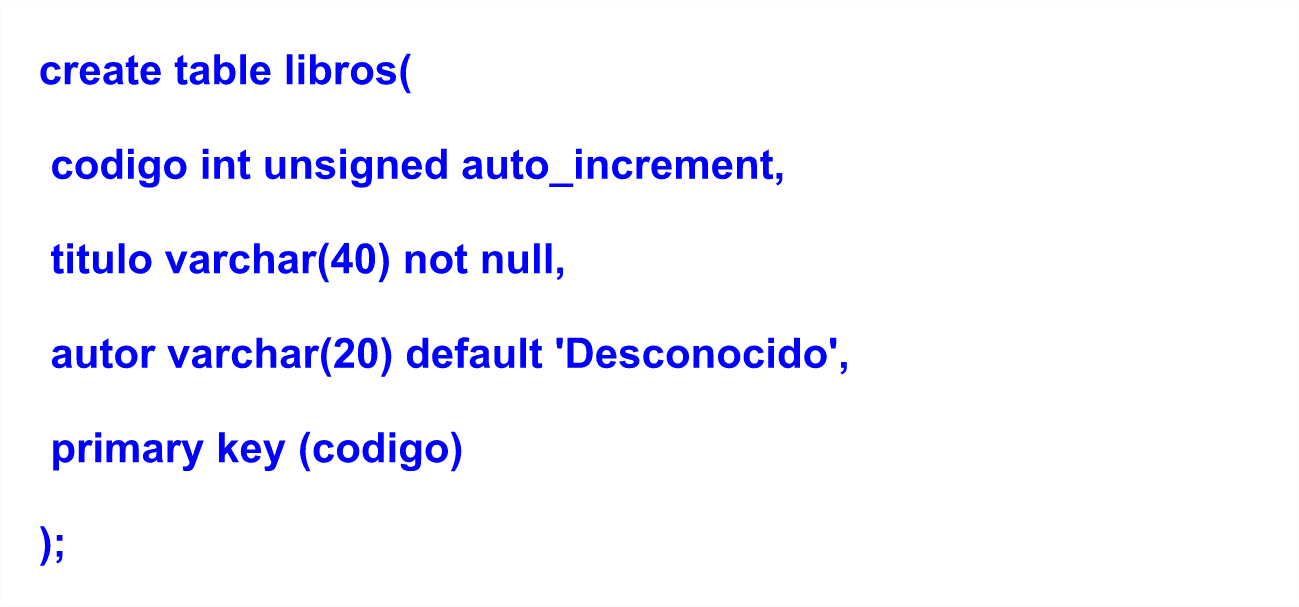 create table libros(
codigo int unsigned auto_increment,
titulo varchar(40) not null,
autor varchar(20) default 'Desconocido',
primary key (codigo)
);